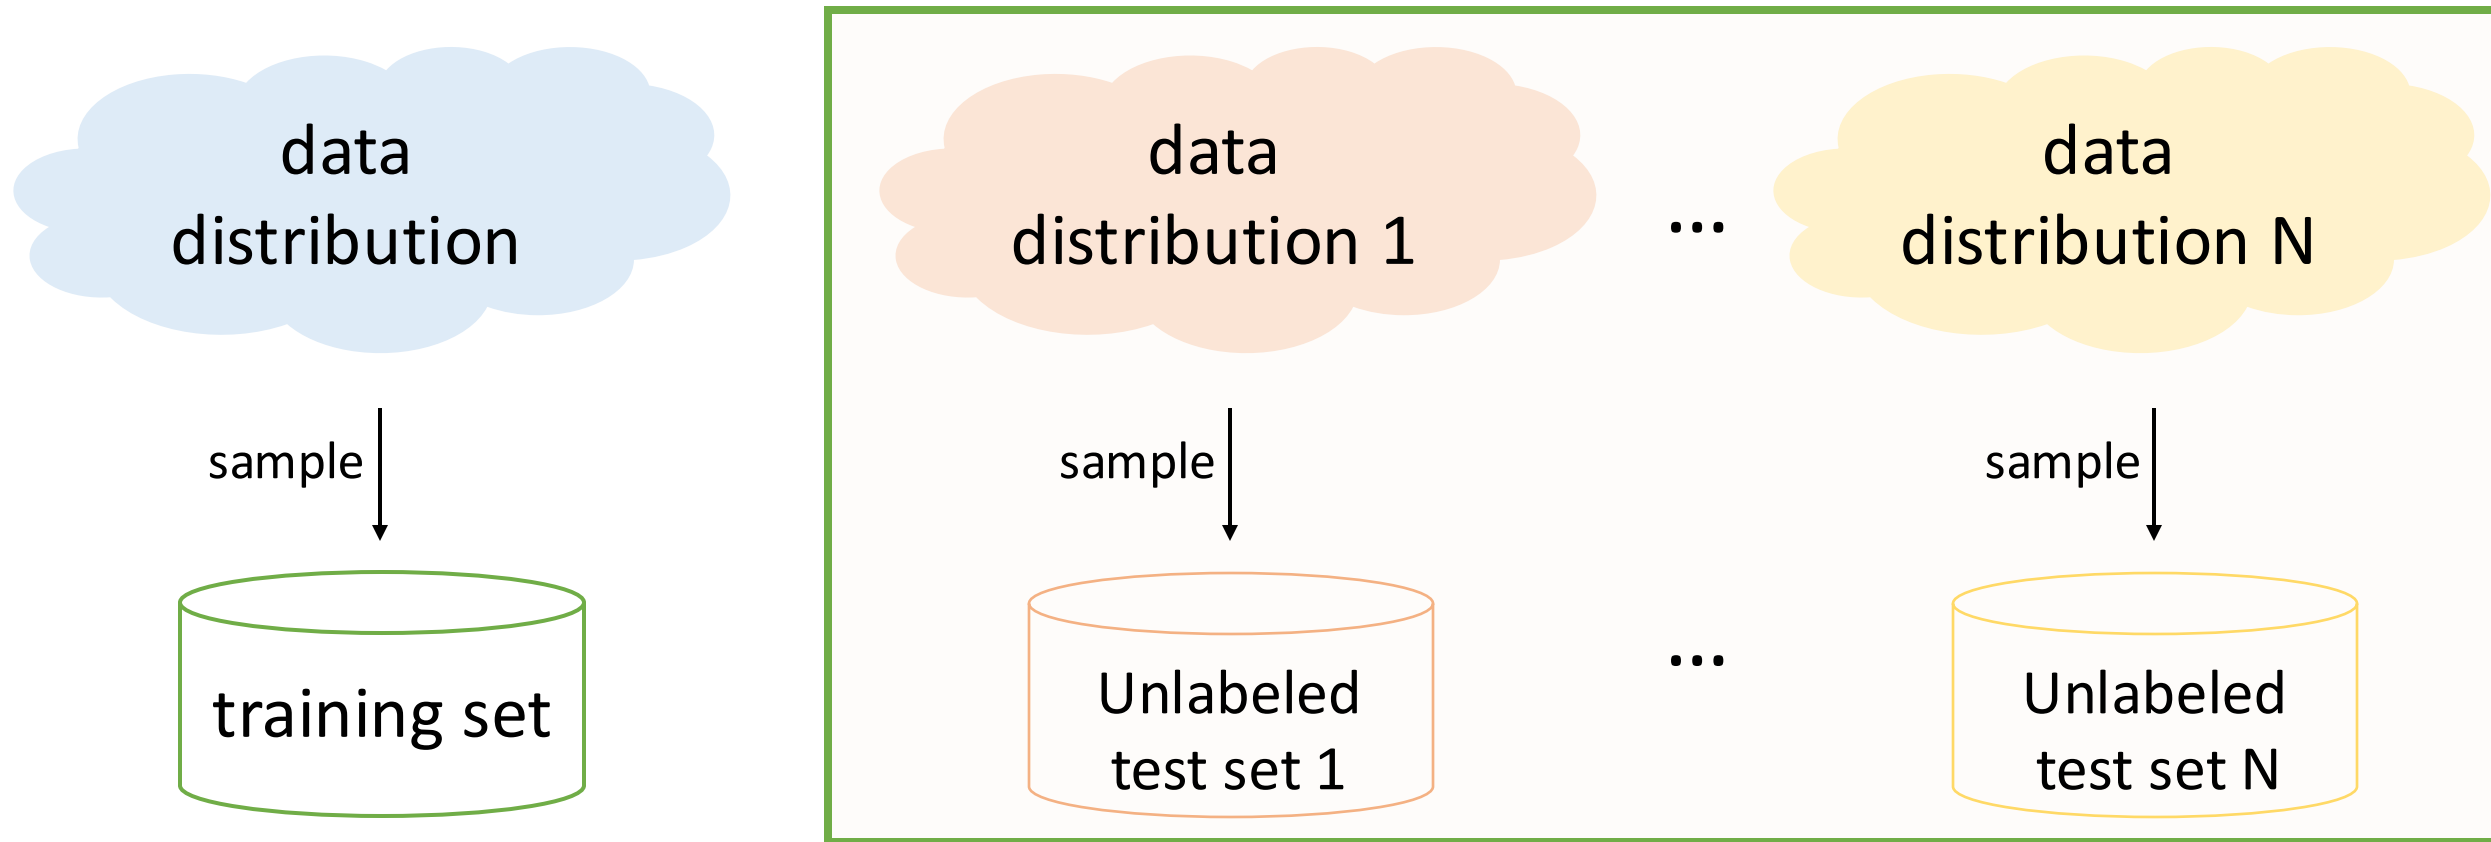 data
distribution
sample
training set
data
distribution 1
sample
Unlabeled
test set 1
...
...
data
distribution N
sample
Unlabeled
test set N